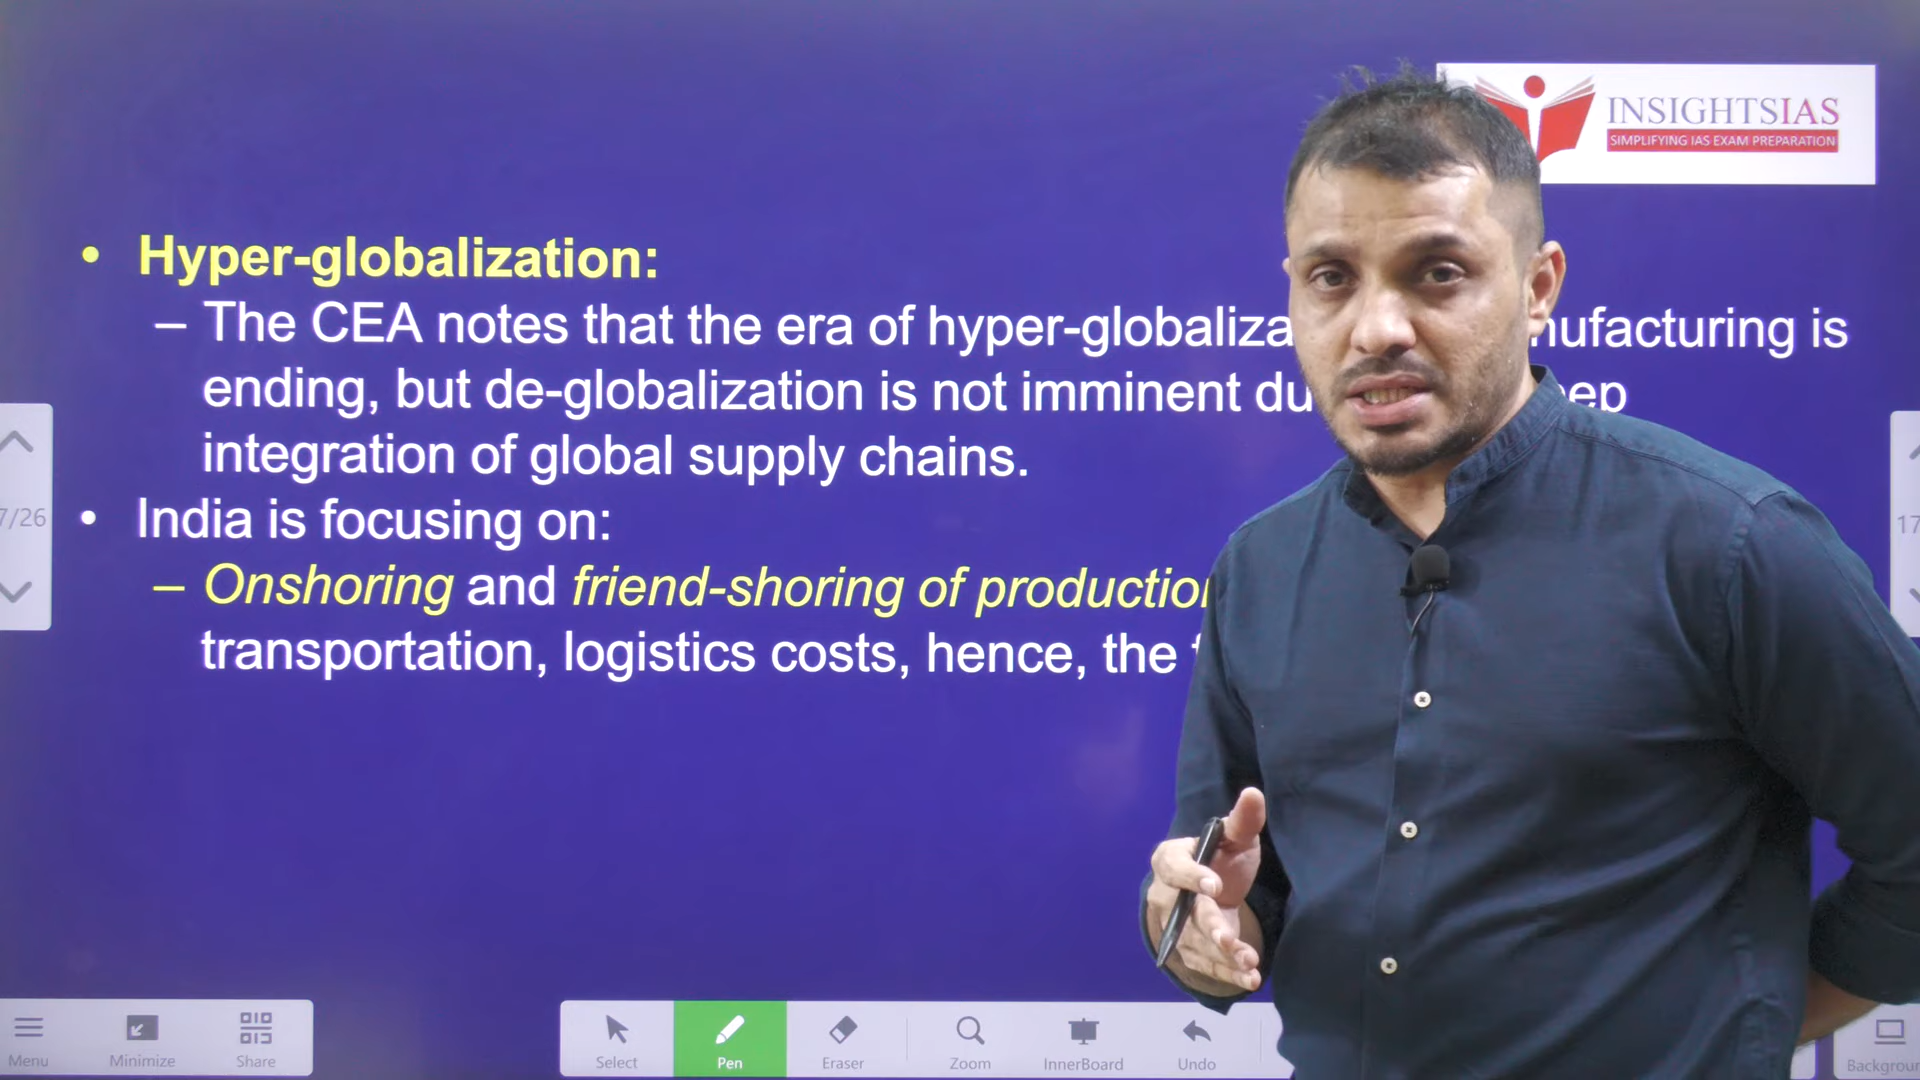 INSIGHTSIAS
SIMPLIFYING IAS EXAM PREPARATION
• Hyper-globalization:
– The CEA notes that the era of hyper-globaliza nufacturing is
ending, but de-globalization is not imminent du eep
integration of global supply chains.
• India is focusing on:
– Onshoring and friend-shoring of production
transportation, logistics costs, hence, the
7/26
17
Menu
Minimize
Share
Select
Pen
Eraser
Zoom
InnerBoard
Undo
Backgroun